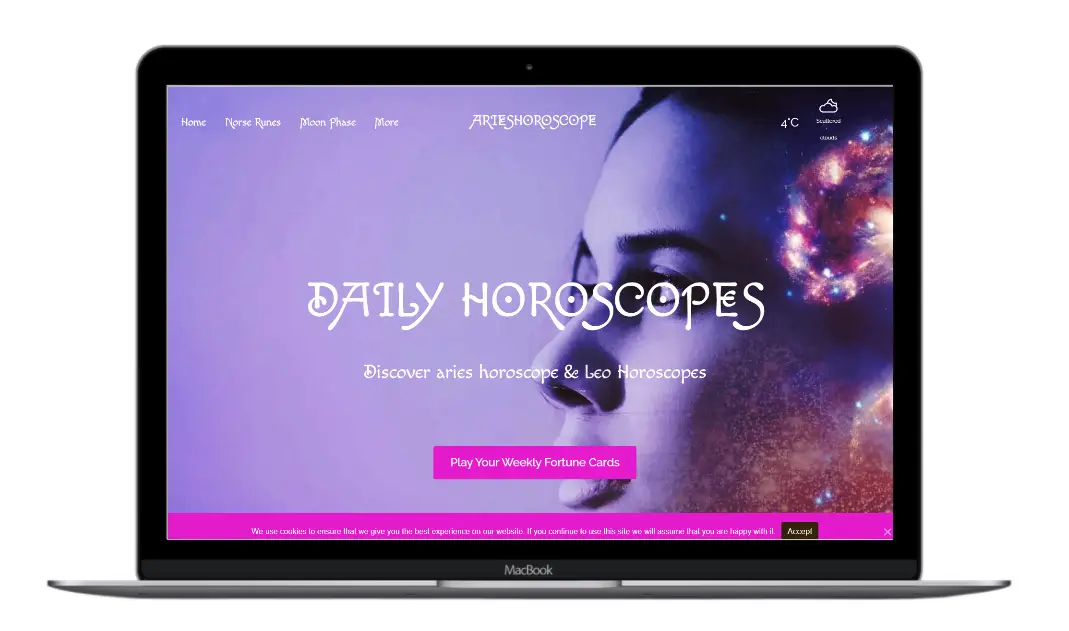 Home Norse Runes Moon Phase More ARIESHOROSCOPE 4°C Scattered
clouds
DAILY HOROSCOPES
Discover aries horoscope & Leo Horoscopes
Play Your Weekly Fortune Cards
We use cookies to ensure that we give you the best experience on our website. If you continue to use this site we will assume that you are happy with it. Accept x
MacBook